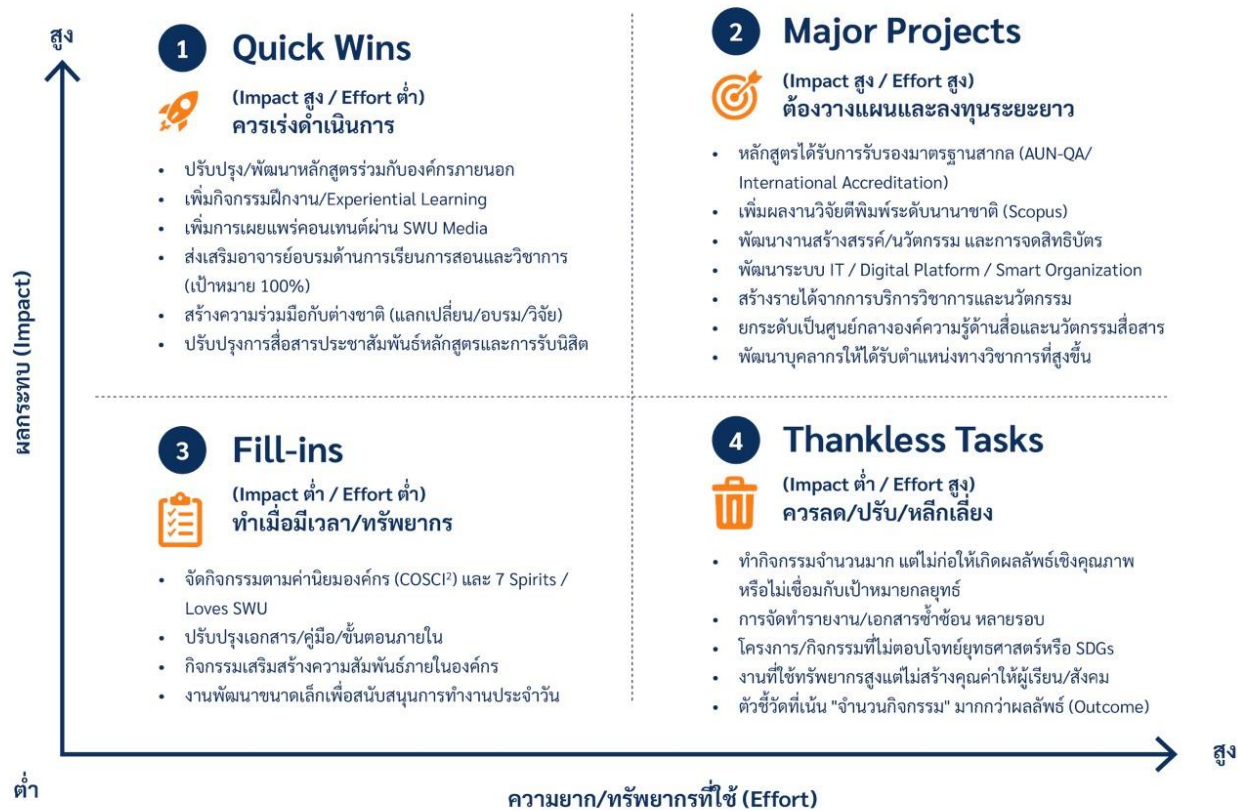 สูง
1
Quick Wins
(Impact สูง / Effort ต่ำ)
ควรเร่งดำเนินการ
• ปรับปรุง/พัฒนาหลักสูตรร่วมกับองค์กรภายนอก
• เพิ่มกิจกรรมฝึกงาน/Experiential Learning
• เพิ่มการเผยแพร่คอนเทนต์ผ่าน SWU Media
• ส่งเสริมอาจารย์อบรมด้านการเรียนการสอนและวิชาการ
(เป้าหมาย 100%)
• สร้างความร่วมมือกับต่างชาติ (แลกเปลี่ยน/อบรม/วิจัย)
• ปรับปรุงการสื่อสารประชาสัมพันธ์หลักสูตรและการรับนิสิต
2
Major Projects
(Impact สูง / Effort สูง)
ต้องวางแผนและลงทุนระยะยาว
• หลักสูตรได้รับการรับรองมาตรฐานสากล (AUN-QA/
International Accreditation)
• เพิ่มผลงานวิจัยตีพิมพ์ระดับนานาชาติ (Scopus)
• พัฒนางานสร้างสรรค์/นวัตกรรม และการจดสิทธิบัตร
• พัฒนาระบบ IT / Digital Platform / Smart Organization
• สร้างรายได้จากการบริการวิชาการและนวัตกรรม
• ยกระดับเป็นศูนย์กลางองค์ความรู้ด้านสื่อและนวัตกรรมสื่อสาร
• พัฒนาบุคลากรให้ได้รับตำแหน่งทางวิชาการที่สูงขึ้น
ผลกระทบ (Impact)
3
Fill-ins
(Impact ต่ำ / Effort ต่ำ)
ทำเมื่อมีเวลา/ทรัพยากร
• จัดกิจกรรมตามค่านิยมองค์กร (COSCI²) และ 7 Spirits /
Loves SWU
• ปรับปรุงเอกสาร/คู่มือ/ขั้นตอนภายใน
• กิจกรรมเสริมสร้างความสัมพันธ์ภายในองค์กร
• งานพัฒนาขนาดเล็กเพื่อสนับสนุนการทำงานประจำวัน
4
Thankless Tasks
(Impact ต่ำ / Effort สูง)
ควรลด/ปรับ/หลีกเลี่ยง
• ทำกิจกรรมจำนวนมาก แต่ไม่ก่อให้เกิดผลลัพธ์เชิงคุณภาพ
หรือไม่เชื่อมกับเป้าหมายกลยุทธ์
• การจัดทำรายงาน/เอกสารซ้ำซ้อน หลายรอบ
• โครงการ/กิจกรรมที่ไม่ตอบโจทย์ยุทธศาสตร์หรือ SDGs
• งานที่ใช้ทรัพยากรสูงแต่ไม่สร้างคุณค่าให้ผู้เรียน/สังคม
• ตัวชี้วัดที่เน้น "จำนวนกิจกรรม" มากกว่าผลลัพธ์ (Outcome)
สูง
ต่ำ
ความยาก/ทรัพยากรที่ใช้ (Effort)